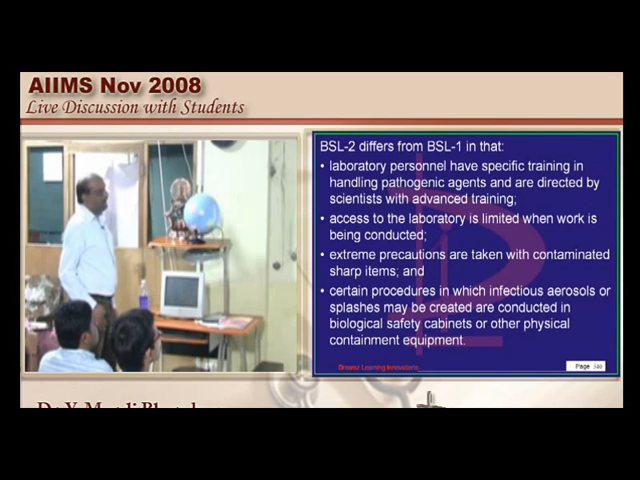 AIIMS Nov 2008
Live Discussion with Students
BSL-2 differs from BSL-1 in that:
• laboratory personnel have specific training in
handling pathogenic agents and are directed by
scientists with advanced training;
• access to the laboratory is limited when work is
being conducted;
• extreme precautions are taken with contaminated
sharp items; and
• certain procedures in which infectious aerosols or
splashes may be created are conducted in
biological safety cabinets or other physical
containment equipment.
Learning Innovations
Page 340